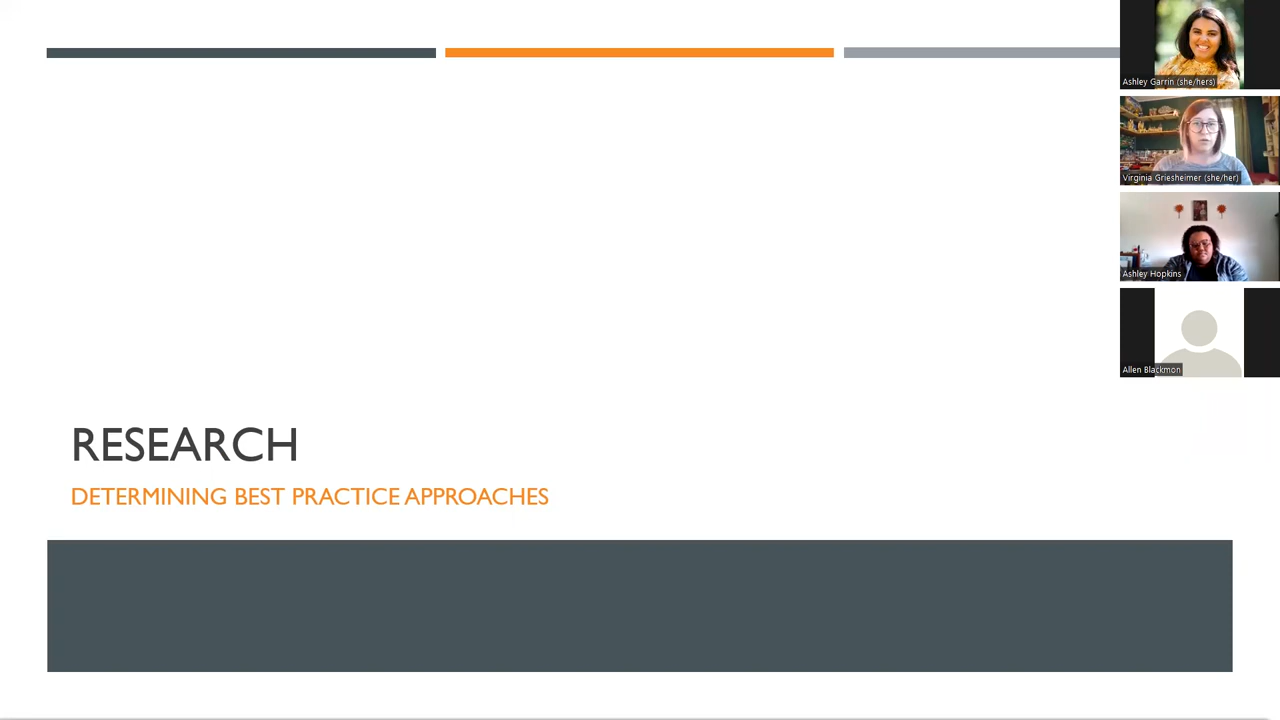 Ashley Garrin (she/hers)
Virginia Griesheimer (she/her)
Ashley Hopkins
Allen Blackmon
RESEARCH
DETERMINING BEST PRACTICE APPROACHES